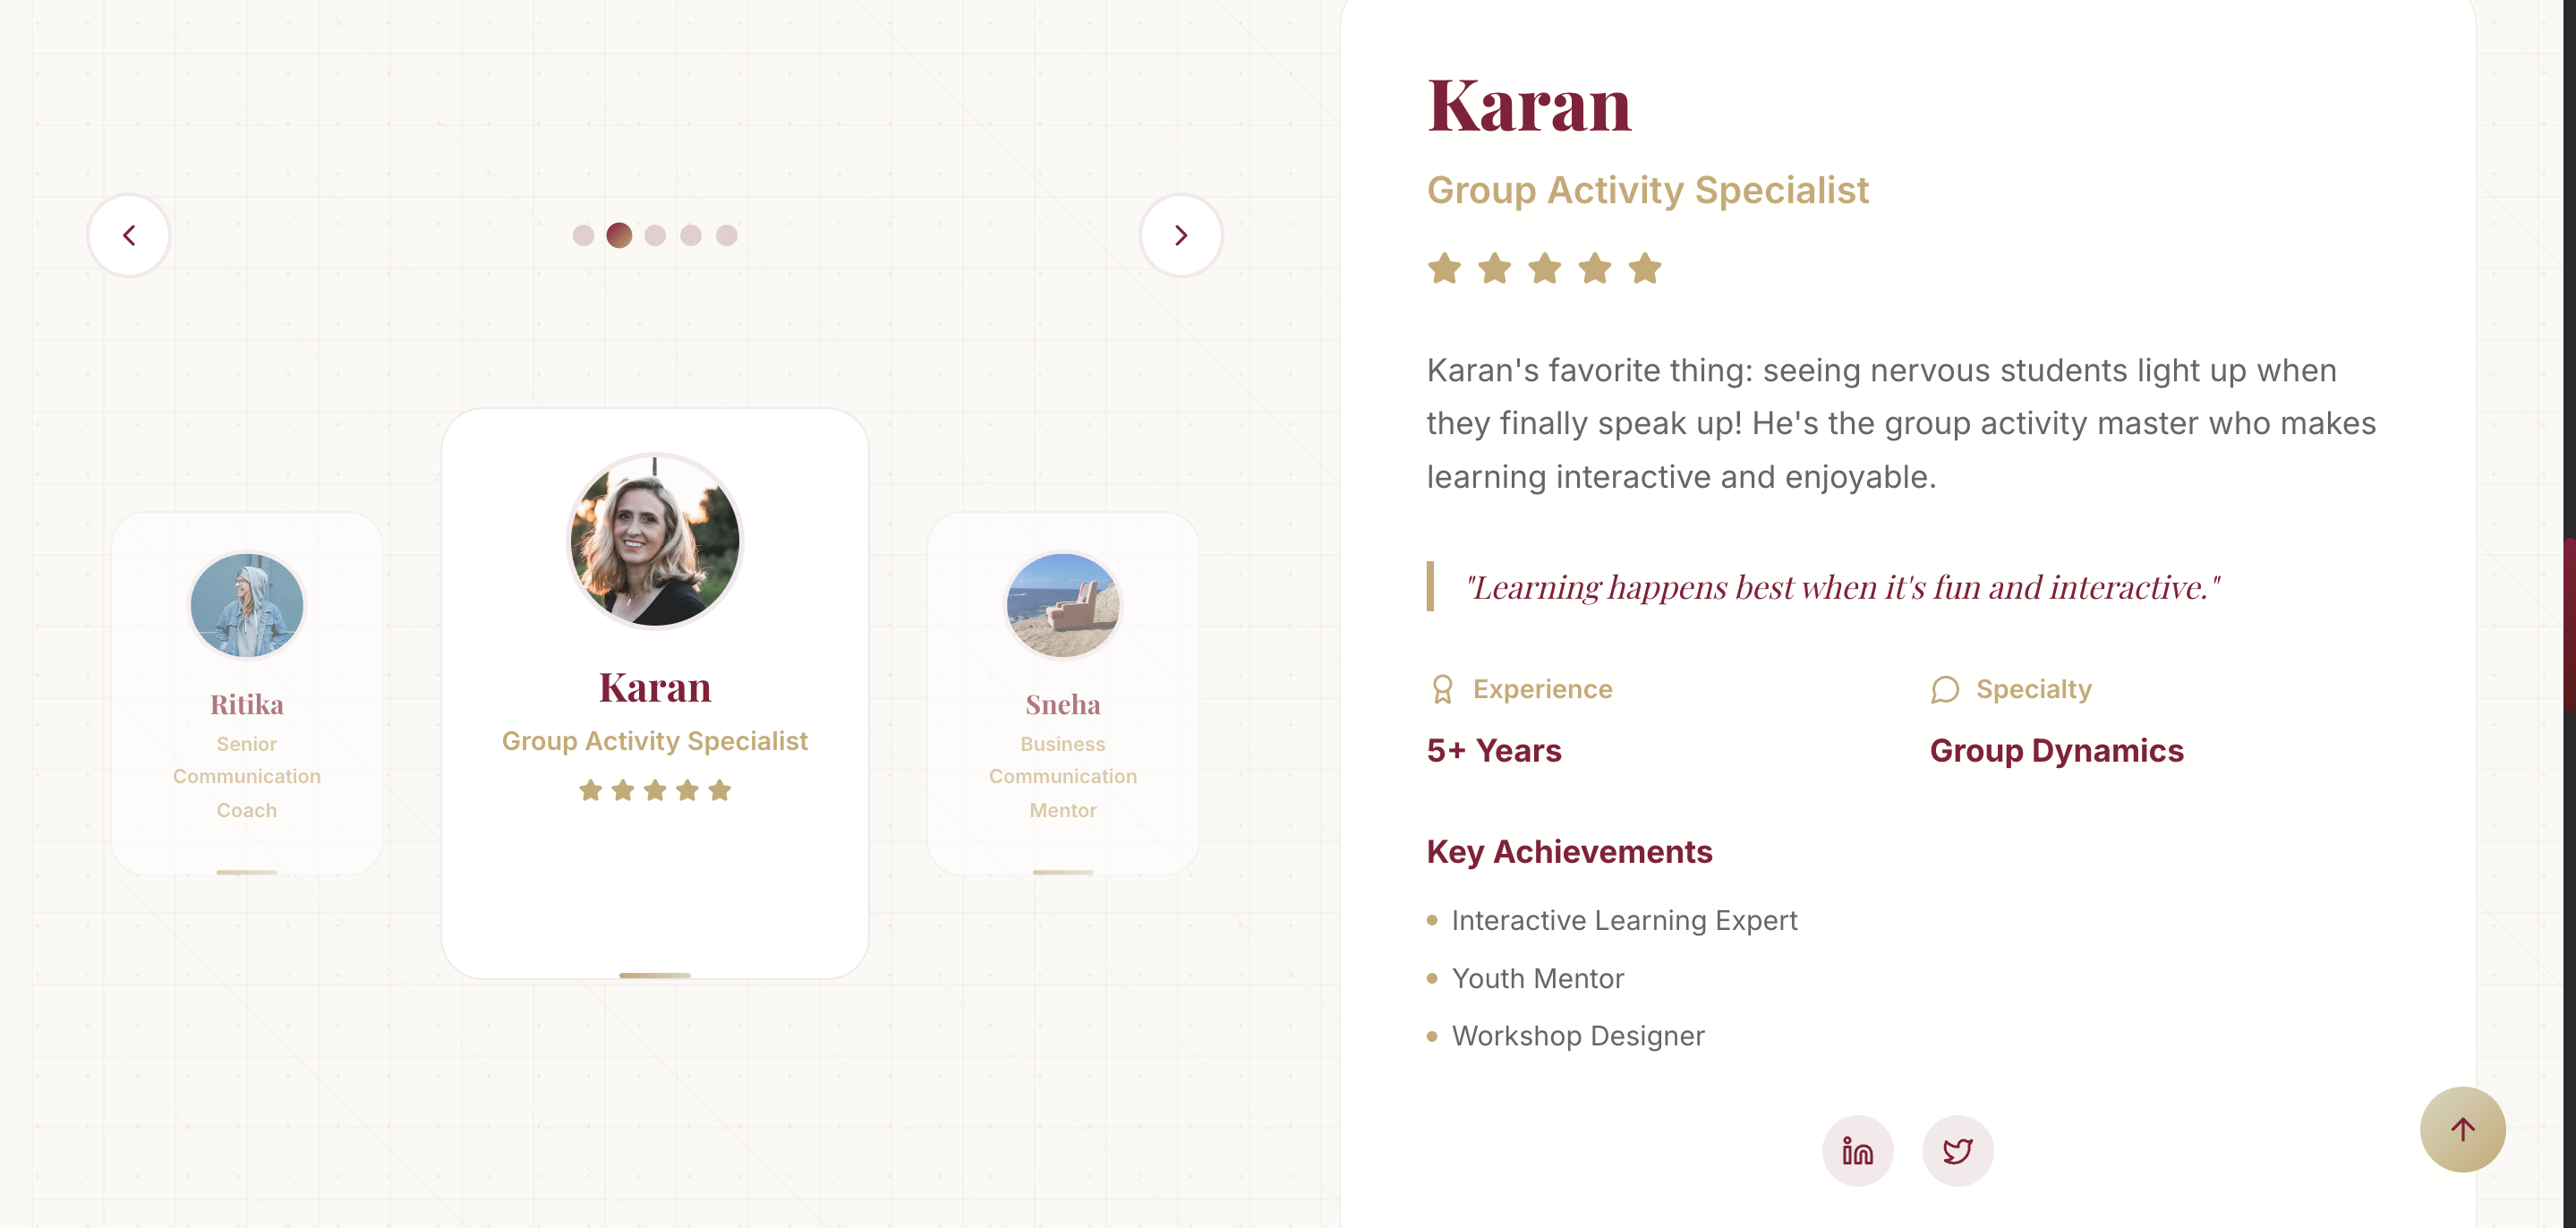 Ritika
Senior
Communication
Coach
Karan
Group Activity Specialist
Sneha
Business
Communication
Mentor
Karan
Group Activity Specialist
Karan's favorite thing: seeing nervous students light up when
they finally speak up! He's the group activity master who makes
learning interactive and enjoyable.
"Learning happens best when it's fun and interactive."
Experience
5+ Years
Specialty
Group Dynamics
Key Achievements
Interactive Learning Expert
Youth Mentor
Workshop Designer
in